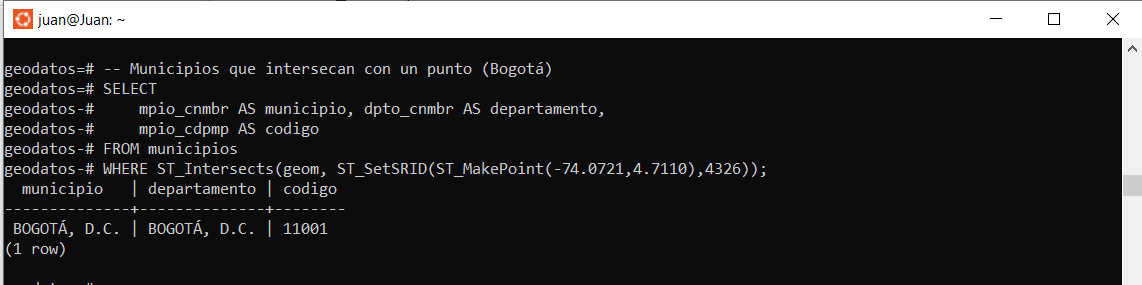 juan@Juan: ~
geodatos=# -- Municipios que intersecan con un punto (Bogotá)
geodatos=# SELECT
geodatos-#     mpio_cnmbr AS municipio, dpto_cnmbr AS departamento,
geodatos-#     mpio_cdpmp AS codigo
geodatos-# FROM municipios
geodatos-# WHERE ST_Intersects(geom, ST_SetSRID(ST_MakePoint(-74.0721,4.7110),4326));
  municipio   | departamento | codigo
--------------+--------------+--------
 BOGOTÁ, D.C. | BOGOTÁ, D.C. | 11001
(1 row)